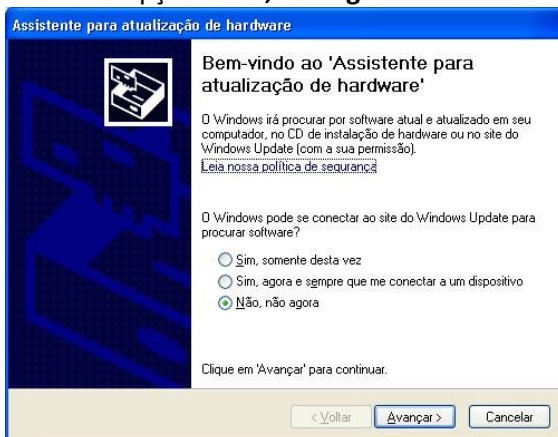 Assistente para atualização de hardware
Bem-vindo ao 'Assistente para
atualização de hardware'
O Windows irá procurar por software atual e atualizado em seu
computador, no CD de instalação de hardware ou no site do
Windows Update (com a sua permissão).
Leia nossa política de segurança
O Windows pode se conectar ao site do Windows Update para
procurar software?
Sim, somente desta vez
Sim, agora e sempre que me conectar a um dispositivo
Não, não agora
Clique em 'Avançar' para continuar.
< Voltar
Avançar >
Cancelar